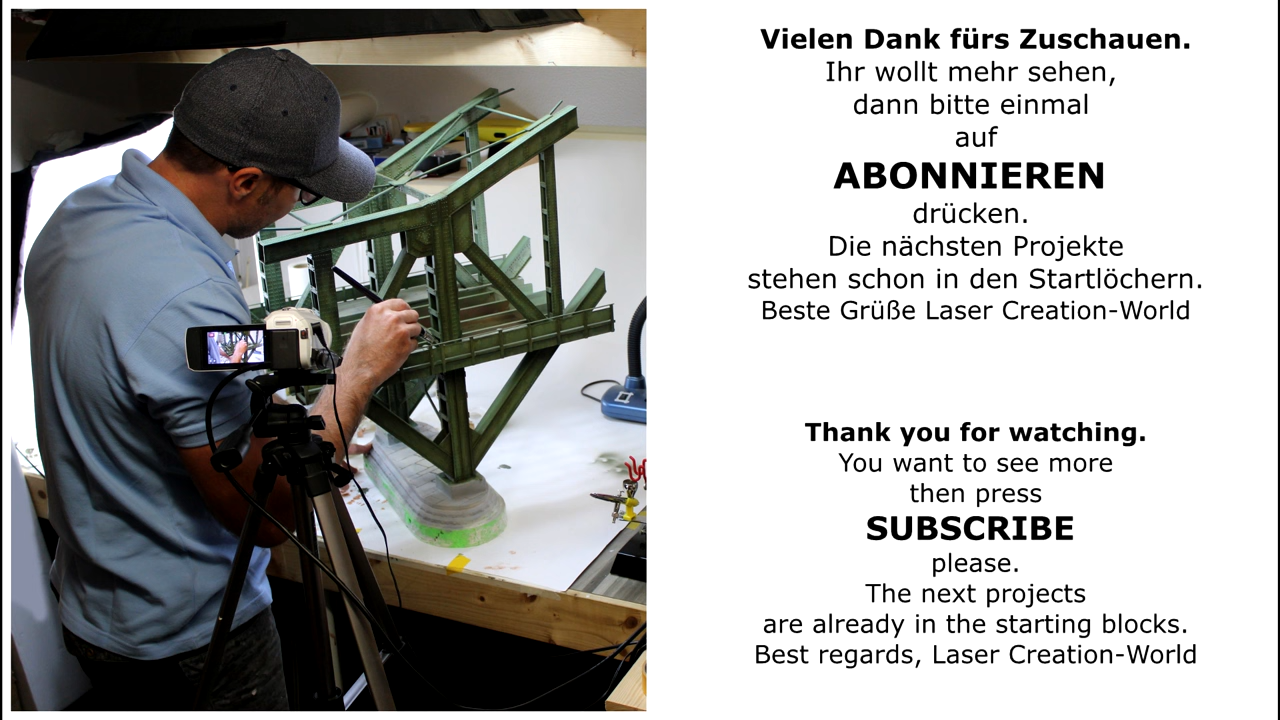 Vielen Dank fürs Zuschauen.
Ihr wollt mehr sehen,
dann bitte einmal
auf
ABONNIEREN
drücken.
Die nächsten Projekte
stehen schon in den Startlöchern.
Beste Grüße Laser Creation-World
Thank you for watching.
You want to see more
then press
SUBSCRIBE
please.
The next projects
are already in the starting blocks.
Best regards, Laser Creation-World